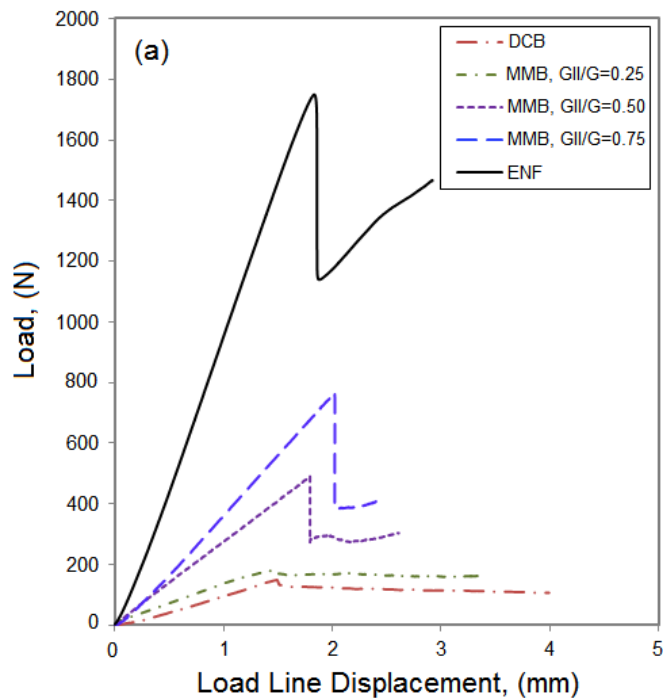 (a)
DCB
MMB, GII/G=0.25
MMB, GII/G=0.50
MMB, GII/G=0.75
ENF
2000
1800
1600
1400
1200
1000
800
600
400
200
0
Load, (N)
0 1 2 3 4 5
Load Line Displacement, (mm)